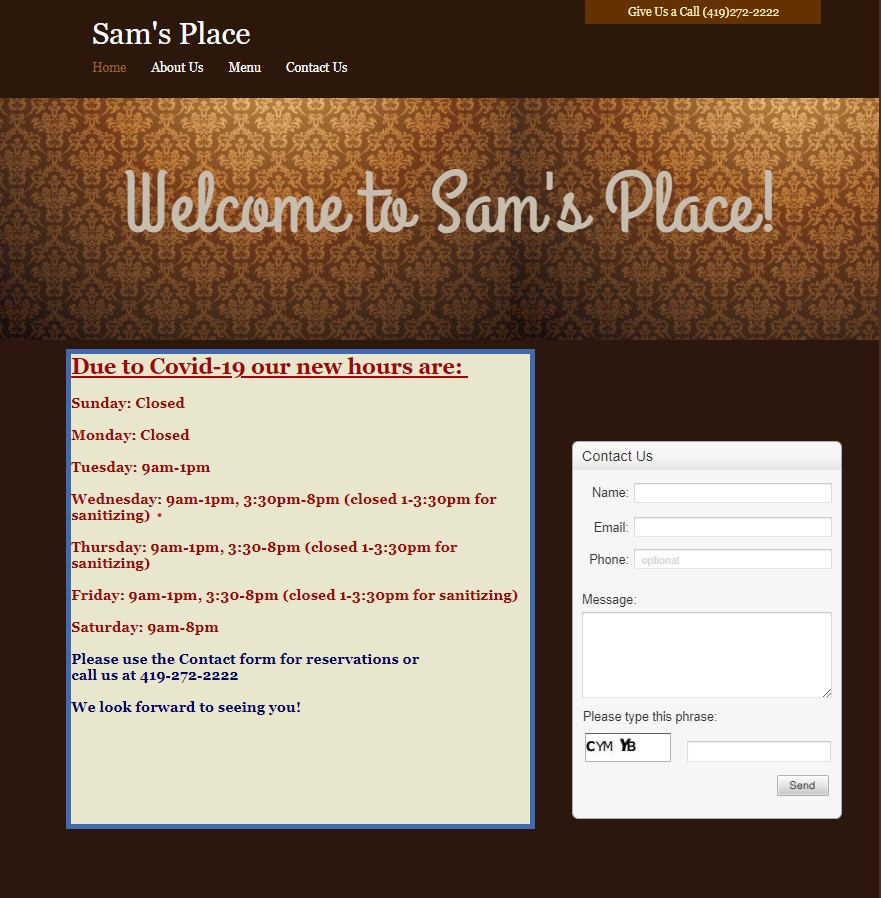 Give Us a Call (419)272-2222
Sam's Place
Home About Us Menu Contact Us
Welcome to Sam's Place!
Due to Covid-19 our new hours are:
Sunday: Closed
Monday: Closed
Tuesday: 9am-1pm
Wednesday: 9am-1pm, 3:30pm-8pm (closed 1-3:30pm for
sanitizing) •
Thursday: 9am-1pm, 3:30-8pm (closed 1-3:30pm for
sanitizing)
Friday: 9am-1pm, 3:30-8pm (closed 1-3:30pm for sanitizing)
Saturday: 9am-8pm
Please use the Contact form for reservations or
call us at 419-272-2222
We look forward to seeing you!
Contact Us
Name:
Email:
Phone: optional
Message:
Please type this phrase:
CYM YB
Send